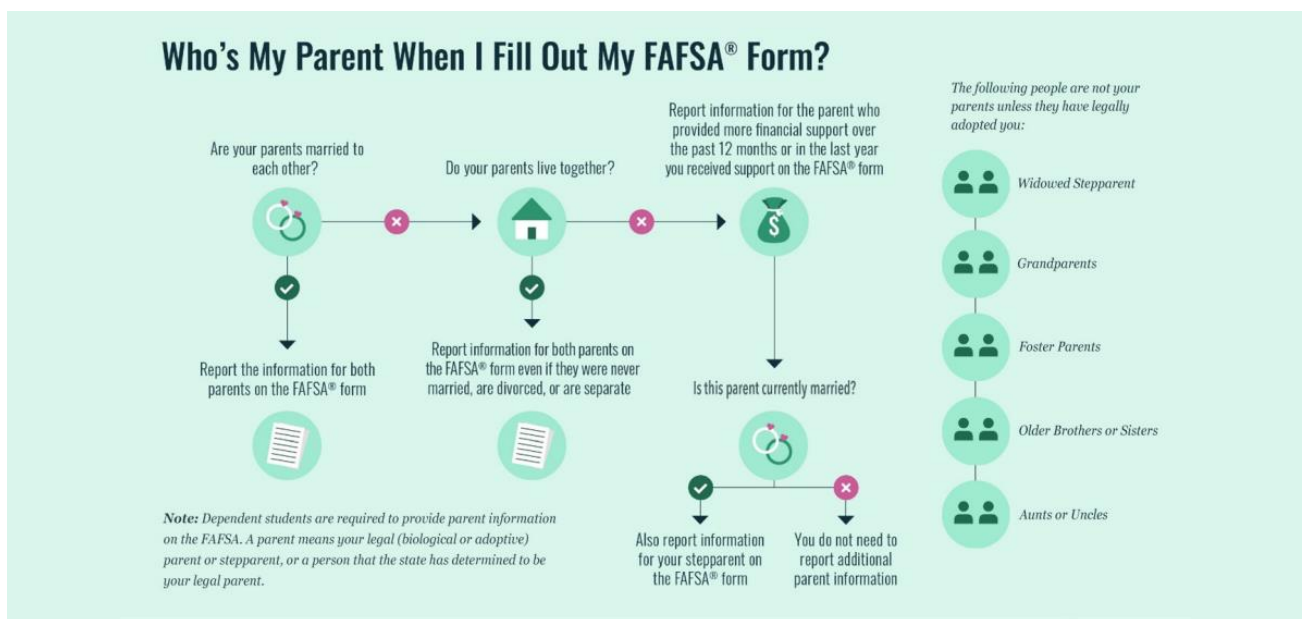 Who's My Parent When I Fill Out My FAFSA® Form?
Are your parents married to
each other?
Do your parents live together?
Report information for the parent who
provided more financial support over
the past 12 months or in the last year
you received support on the FAFSA® form
Report the information for both
parents on the FAFSA® form
Report information for both parents on
the FAFSA® form even if they were never
married, are divorced, or are separate
Is this parent currently married?
Also report information
for your stepparent on
the FAFSA® form
You do not need to
report additional
parent information
Note: Dependent students are required to provide parent information
on the FAFSA. A parent means your legal (biological or adoptive)
parent or stepparent, or a person that the state has determined to be
your legal parent.
The following people are not your
parents unless they have legally
adopted you:
Widowed Stepparent
Grandparents
Foster Parents
Older Brothers or Sisters
Aunts or Uncles